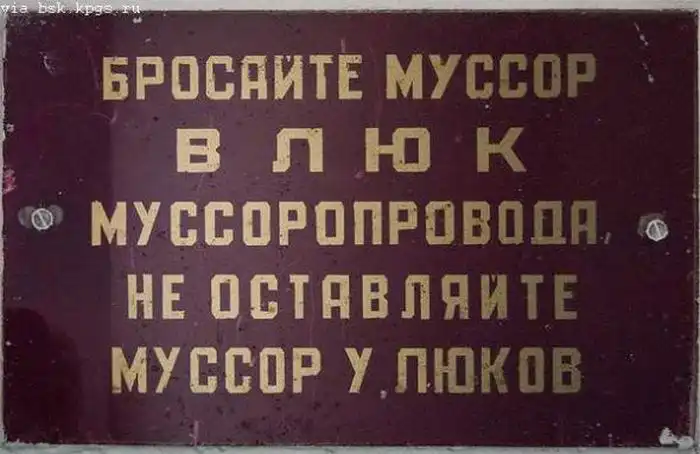 via bsk.kpgs.ru
БРОСАЙТЕ МУССОР
В ЛЮК
МУССОРОПРОВОДА,
НЕ ОСТАВЛЯЙТЕ
МУССОР У ЛЮКОВ